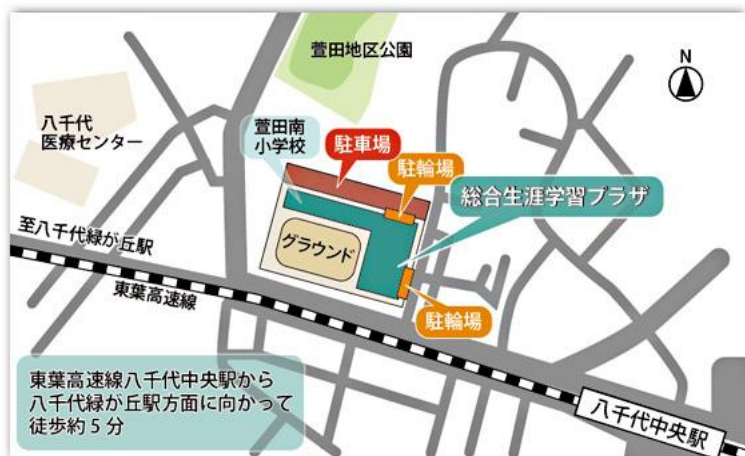 萱田地区公園
N
八千代
医療センター
萱田南
小学校
駐車場
駐輪場
総合生涯学習プラザ
至八千代緑が丘駅
グラウンド
東葉高速線
駐輪場
東葉高速線八千代中央駅から
八千代緑が丘駅方面に向かって
徒歩約5分
八千代中央駅